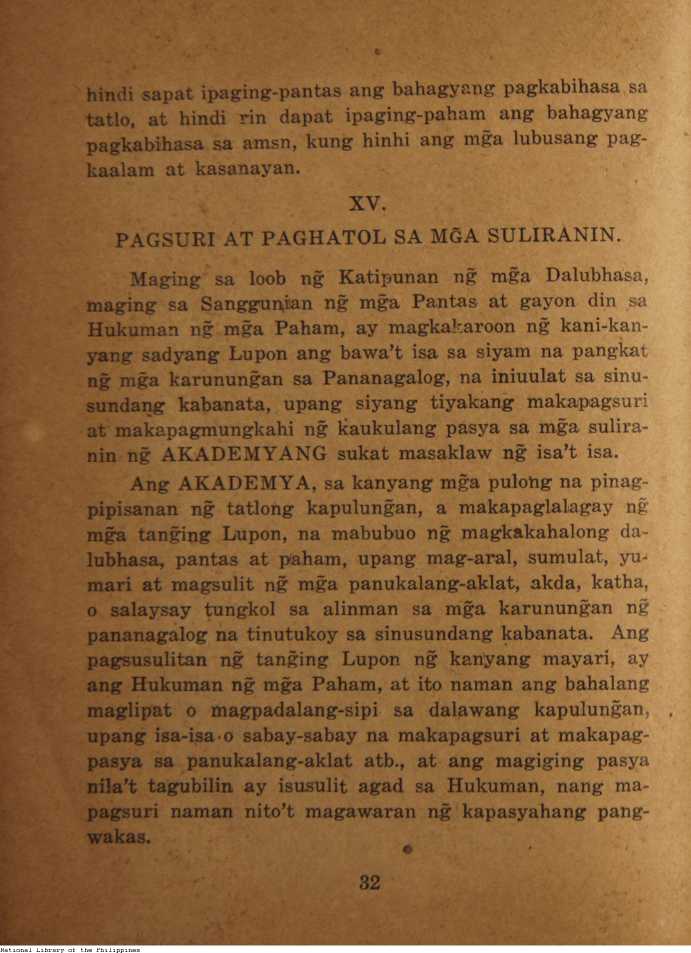 hindi sapat ipaging-pantas ang bahagyang pagkabihasa sa
tatlo, at hindi rin dapat ipaging-paham ang bahagyang
pagkabihasa sa amsn, kung hinhi ang mg̃a lubusang pag-
kaalam at kasanayan.
XV.
PAGSURI AT PAGHATOL SA MG̃A SULIRANIN.
Maging sa loob ng̃ Katipunan ng̃ mg̃a Dalubhasa,
maging sa Sanggunian ng̃ mg̃a Pantas at gayon din sa
Hukuman ng̃ mg̃a Paham, ay magkakaroon ng̃ kani-kan-
yang sadyang Lupon ang bawa't isa sa siyam na pangkat
ng̃ mg̃a karunung̃an sa Pananagalog, na iniuulat sa sinu-
sundang kabanata, upang siyang tiyakang makapagsuri
at makapagmungkahi ng̃ kaukulang pasya sa mg̃a sulira-
nin ng̃ AKADEMYANG sukat masaklaw ng̃ isa't isa.
Ang AKADEMYA, sa kanyang mg̃a pulong na pinag-
pipisanan ng̃ tatlong kapulung̃an, a makapaglalagay ng̃
mg̃a tang̃ing Lupon, na mabubuo ng̃ magkakahalong da-
lubhasa, pantas at paham, upang mag-aral, sumulat, yu-
mari at magsulit ng̃ mg̃a panukalang-aklat, akda, katha,
o salaysay tungkol sa alinman sa mg̃a karunung̃an ng̃
pananagalog na tinutukoy sa sinusundang kabanata. Ang
pagsusulitan ng̃ tang̃ing Lupon ng̃ kanyang mayari, ay
ang Hukuman ng̃ mg̃a Paham, at ito naman ang bahalang
maglipat o magpadalang-sipi sa dalawang kapulung̃an,
upang isa-isa o sabay-sabay na makapagsuri at makapag-
pasya sa panukalang-aklat atb., at ang magiging pasya
nila't tagubilin ay isusulit agad sa Hukuman, nang ma-
pagsuri naman nito't magawaran ng̃ kapasyahang pang-
wakas.
32
National Library of the Philippines